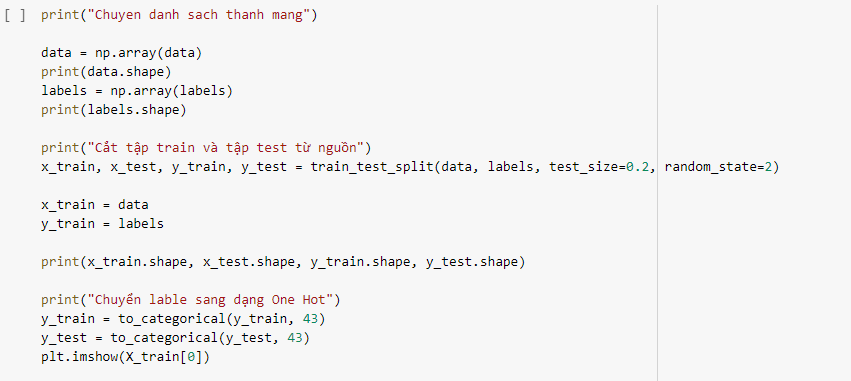 [ ] print("Chuyen danh sach thanh mang")
data = np.array(data)
print(data.shape)
labels = np.array(labels)
print(labels.shape)
print("Cắt tập train và tập test từ nguồn")
x_train, x_test, y_train, y_test = train_test_split(data, labels, test_size=0.2, random_state=2)
x_train = data
y_train = labels
print(x_train.shape, x_test.shape, y_train.shape, y_test.shape)
print("Chuyển lable sang dạng One Hot")
y_train = to_categorical(y_train, 43)
y_test = to_categorical(y_test, 43)
plt.imshow(X_train[0])